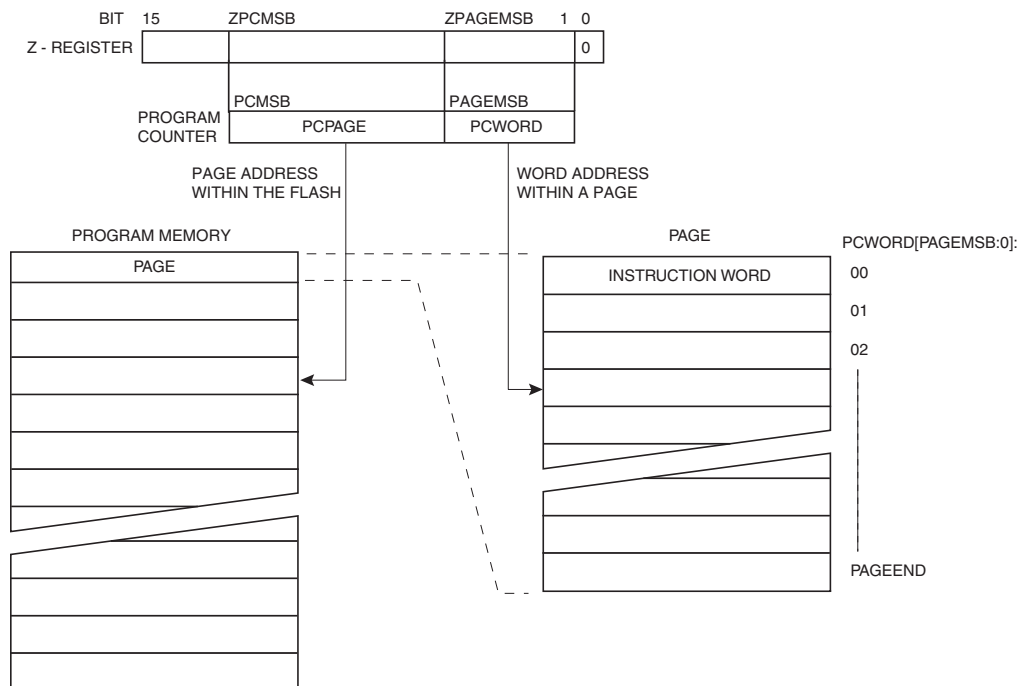 BIT 15 ZPCMSB ZPAGEMSB 1 0
Z - REGISTER 0
PCMSB PAGEMSB
PROGRAM
COUNTER
PCPAGE PCWORD
PAGE ADDRESS
WITHIN THE FLASH
WORD ADDRESS
WITHIN A PAGE
PROGRAM MEMORY
PAGE
PAGE
PCWORD[PAGEMSB:0]:
INSTRUCTION WORD 00
01
02
PAGEEND